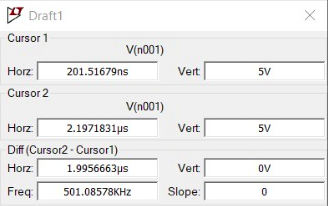 Draft1
Cursor 1
V(n001)
Horz: 201.51679ns Vert: 5V
Cursor 2
V(n001)
Horz: 2.1971831µs Vert: 5V
Diff (Cursor2 - Cursor1)
Horz: 1.9956663µs Vert: 0V
Freq: 501.08578KHz Slope: 0